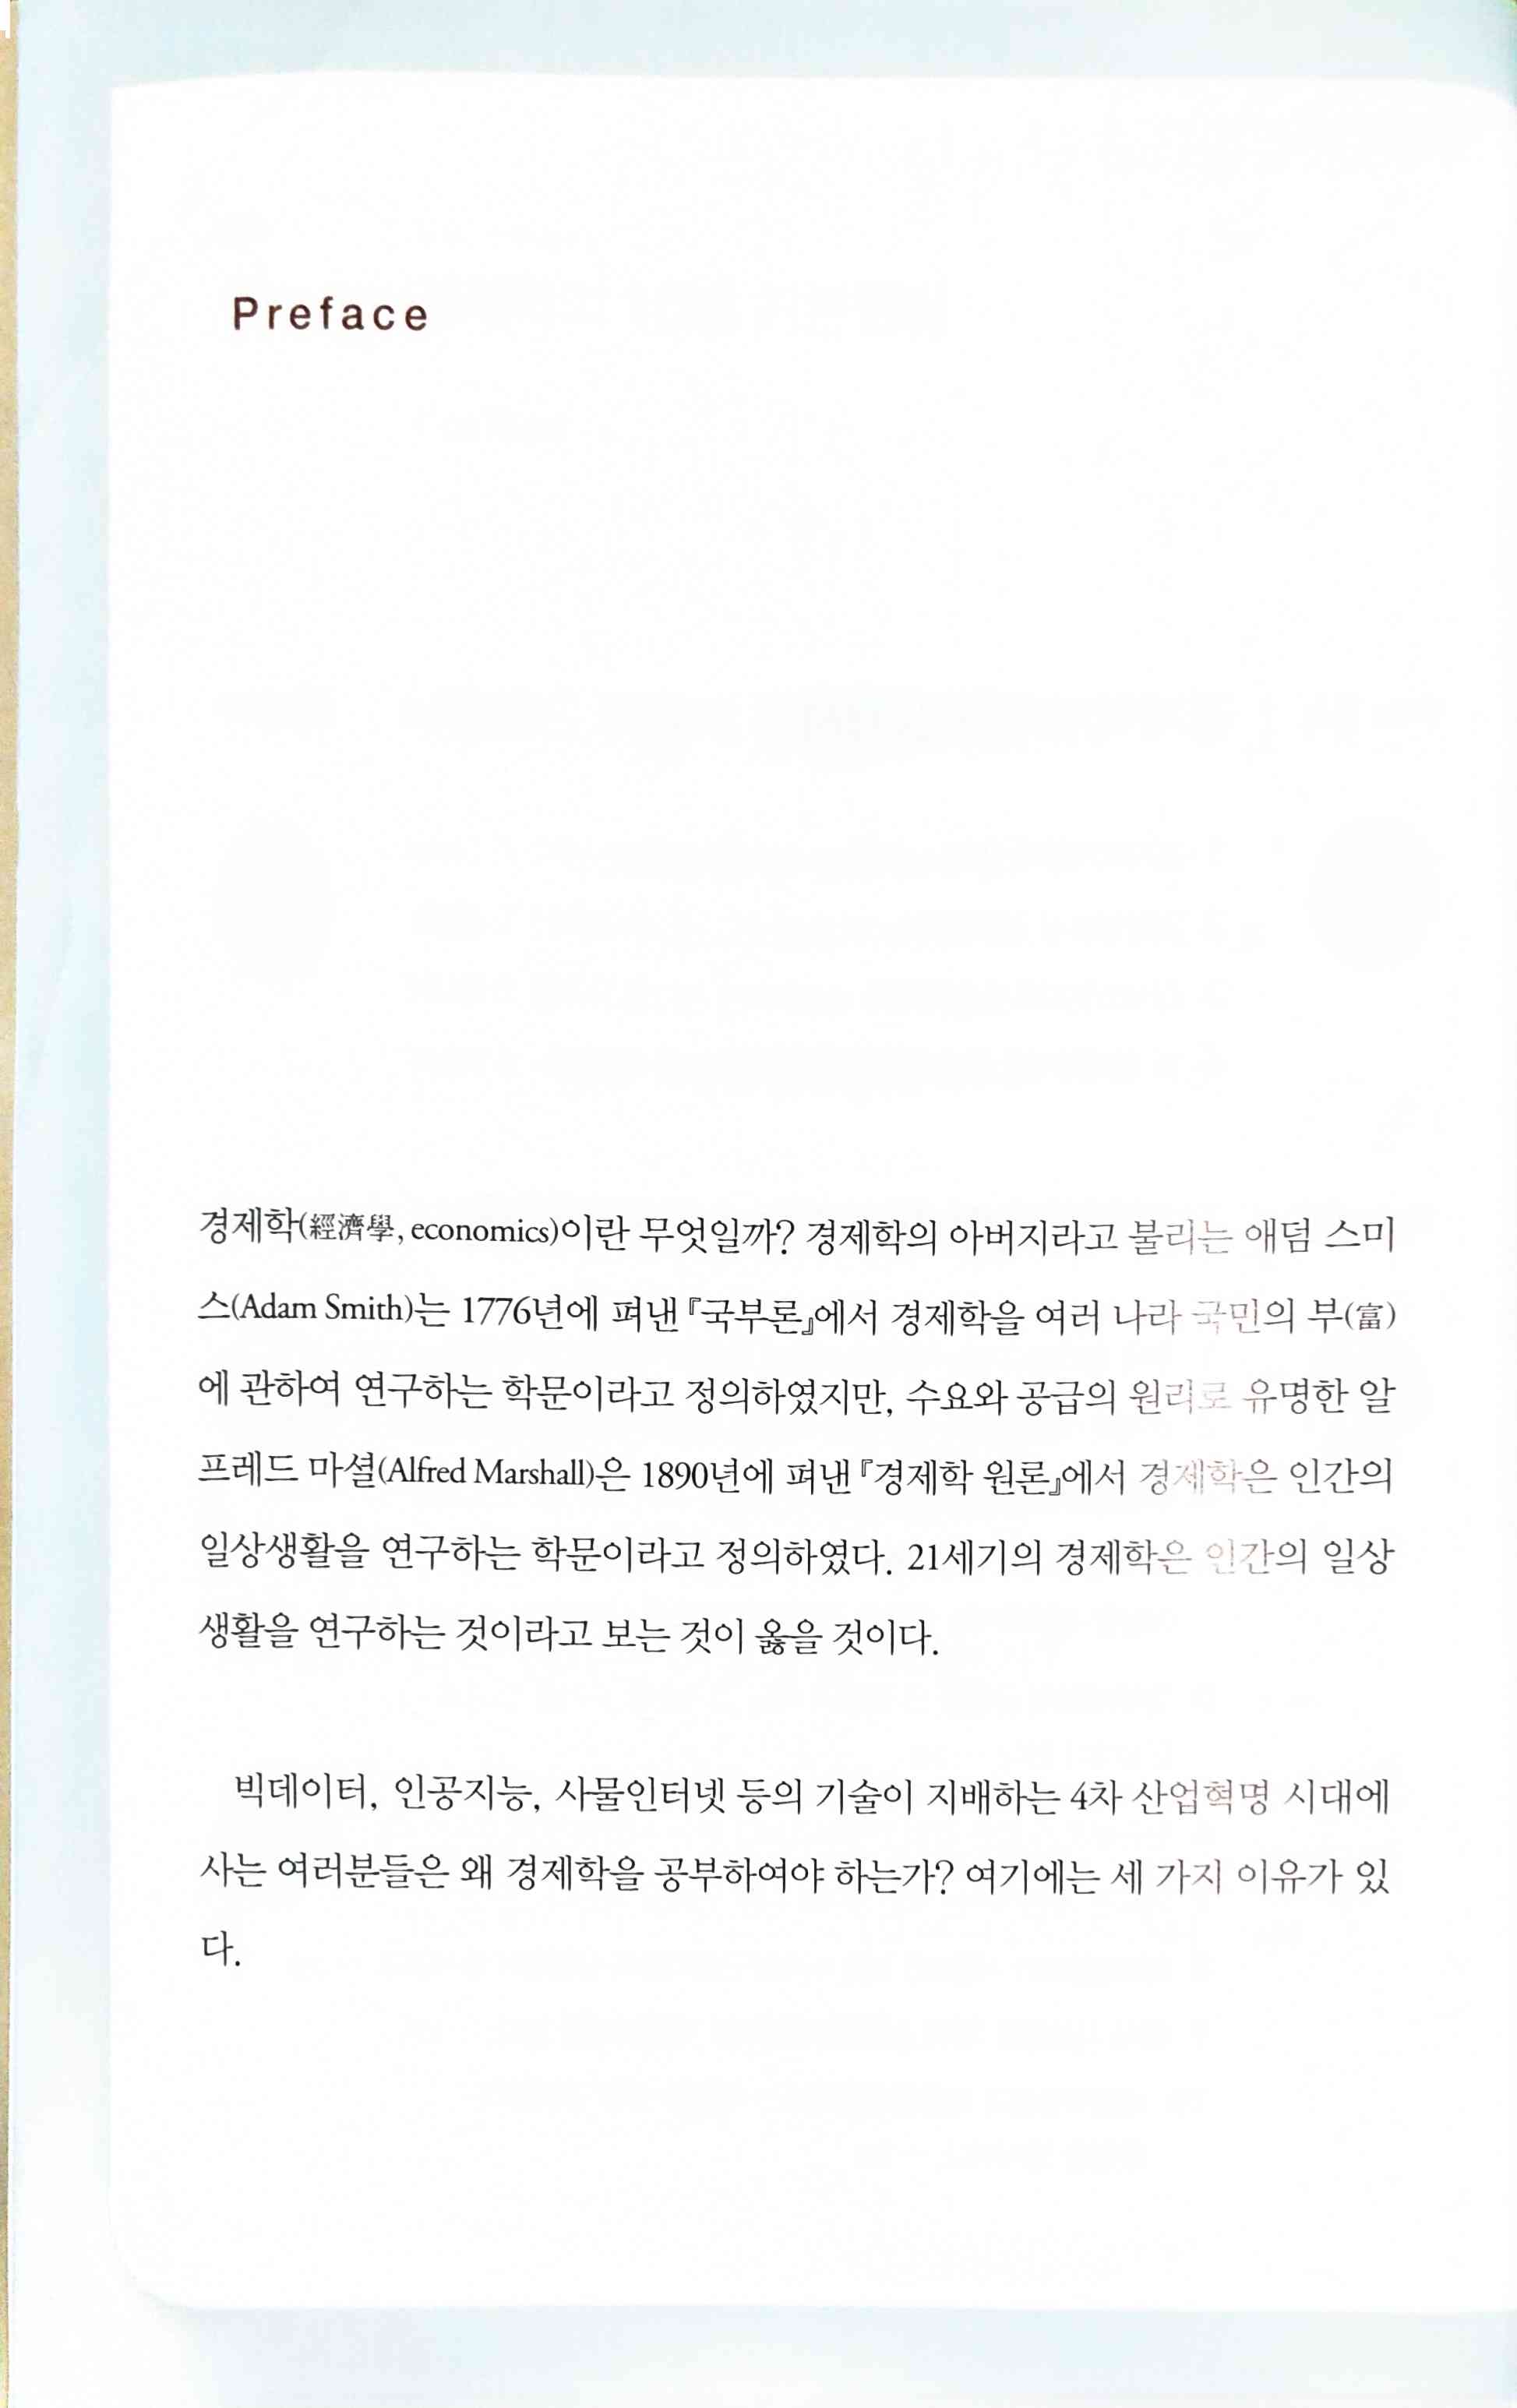 Preface
경제학(經濟學, economics)이란 무엇일까? 경제학의 아버지라고 불리는 애덤 스미
스(Adam Smith)는 1776년에 펴낸 『국부론』에서 경제학을 여러 나라 국민의 부(富)
에 관하여 연구하는 학문이라고 정의하였지만, 수요와 공급의 원리로 유명한 알
프레드 마셜(Alfred Marshall)은 1890년에 펴낸 『경제학 원론』에서 경제학은 인간의
일상생활을 연구하는 학문이라고 정의하였다. 21세기의 경제학은 인간의 일상
생활을 연구하는 것이라고 보는 것이 옳을 것이다.
빅데이터, 인공지능, 사물인터넷 등의 기술이 지배하는 4차 산업혁명 시대에
사는 여러분들은 왜 경제학을 공부하여야 하는가? 여기에는 세 가지 이유가 있
다.